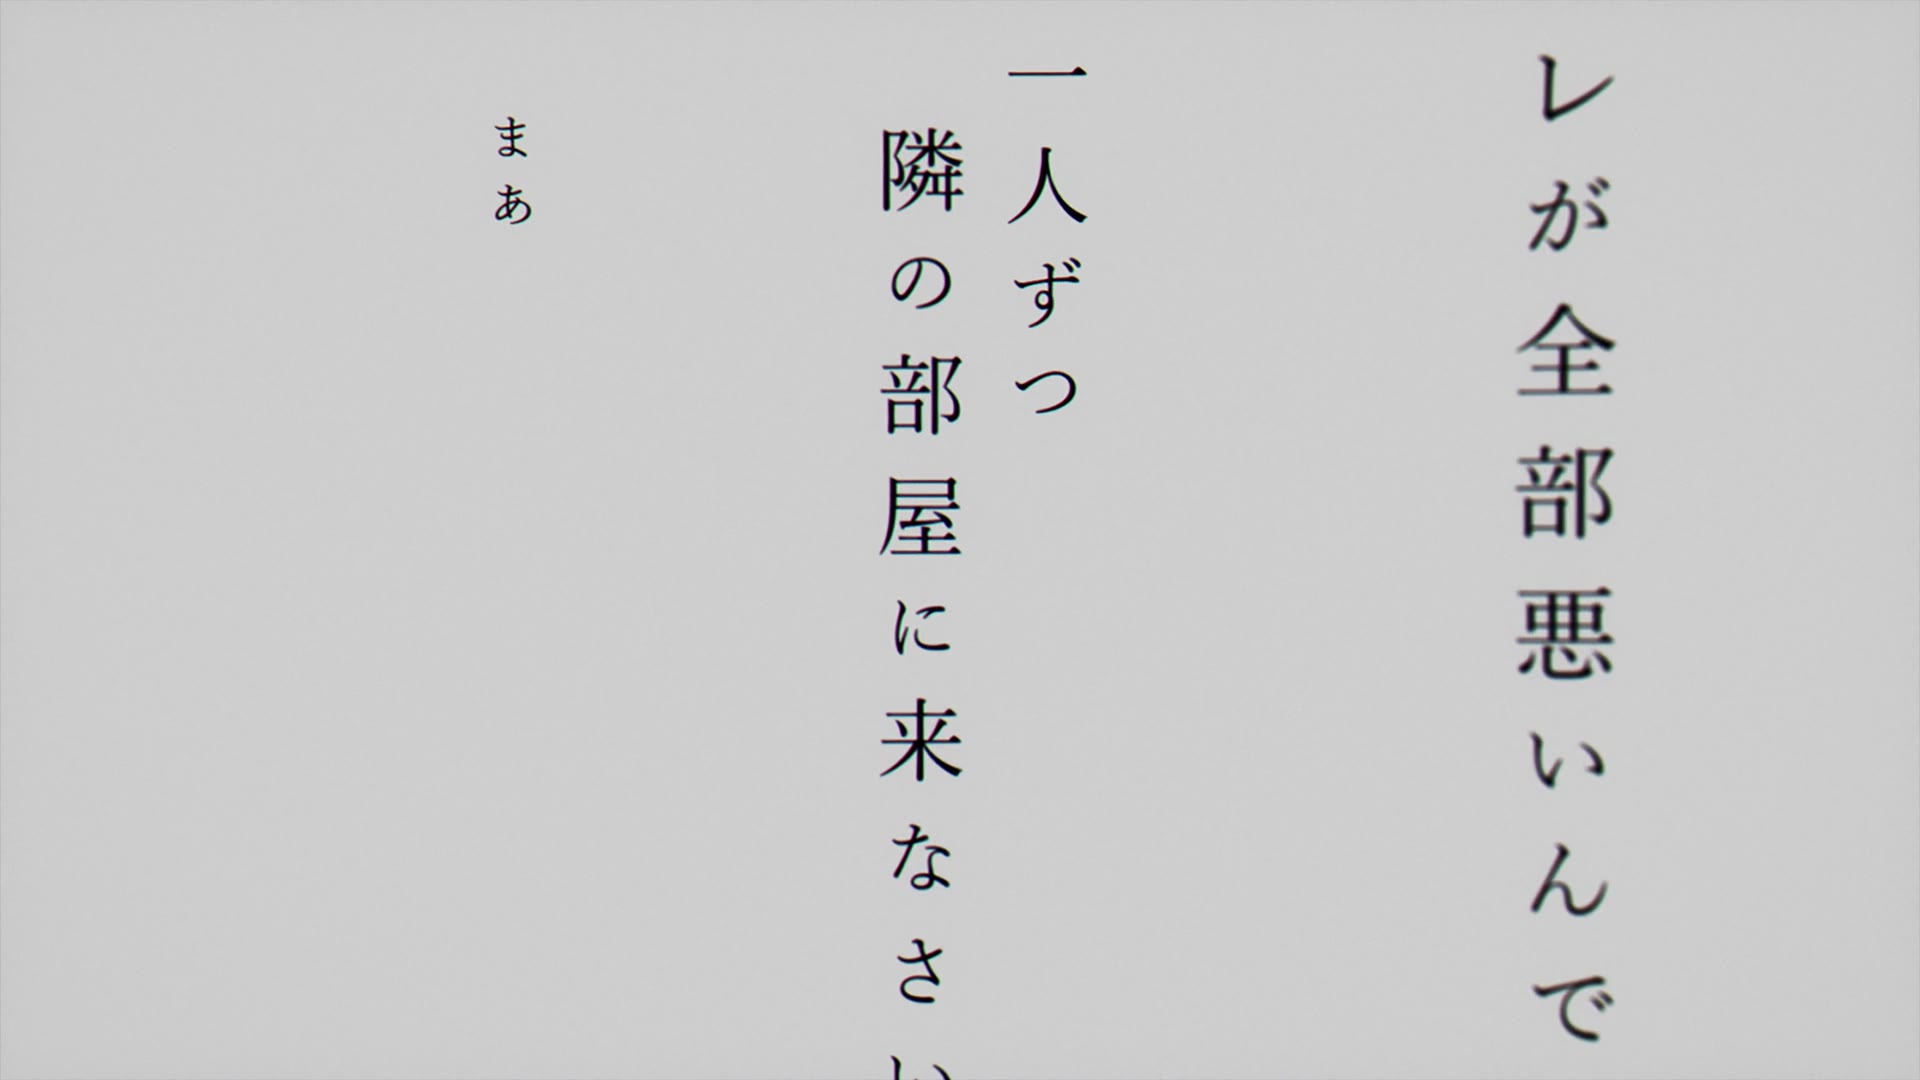 レが全部悪いんで
一人ずつ
隣の部屋に来なさい
まぁ